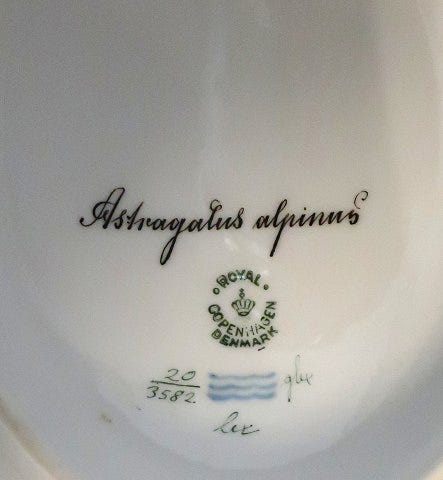 Astragalus alpinus
ROYAL
COPENHAGEN
DENMARK
20
3582